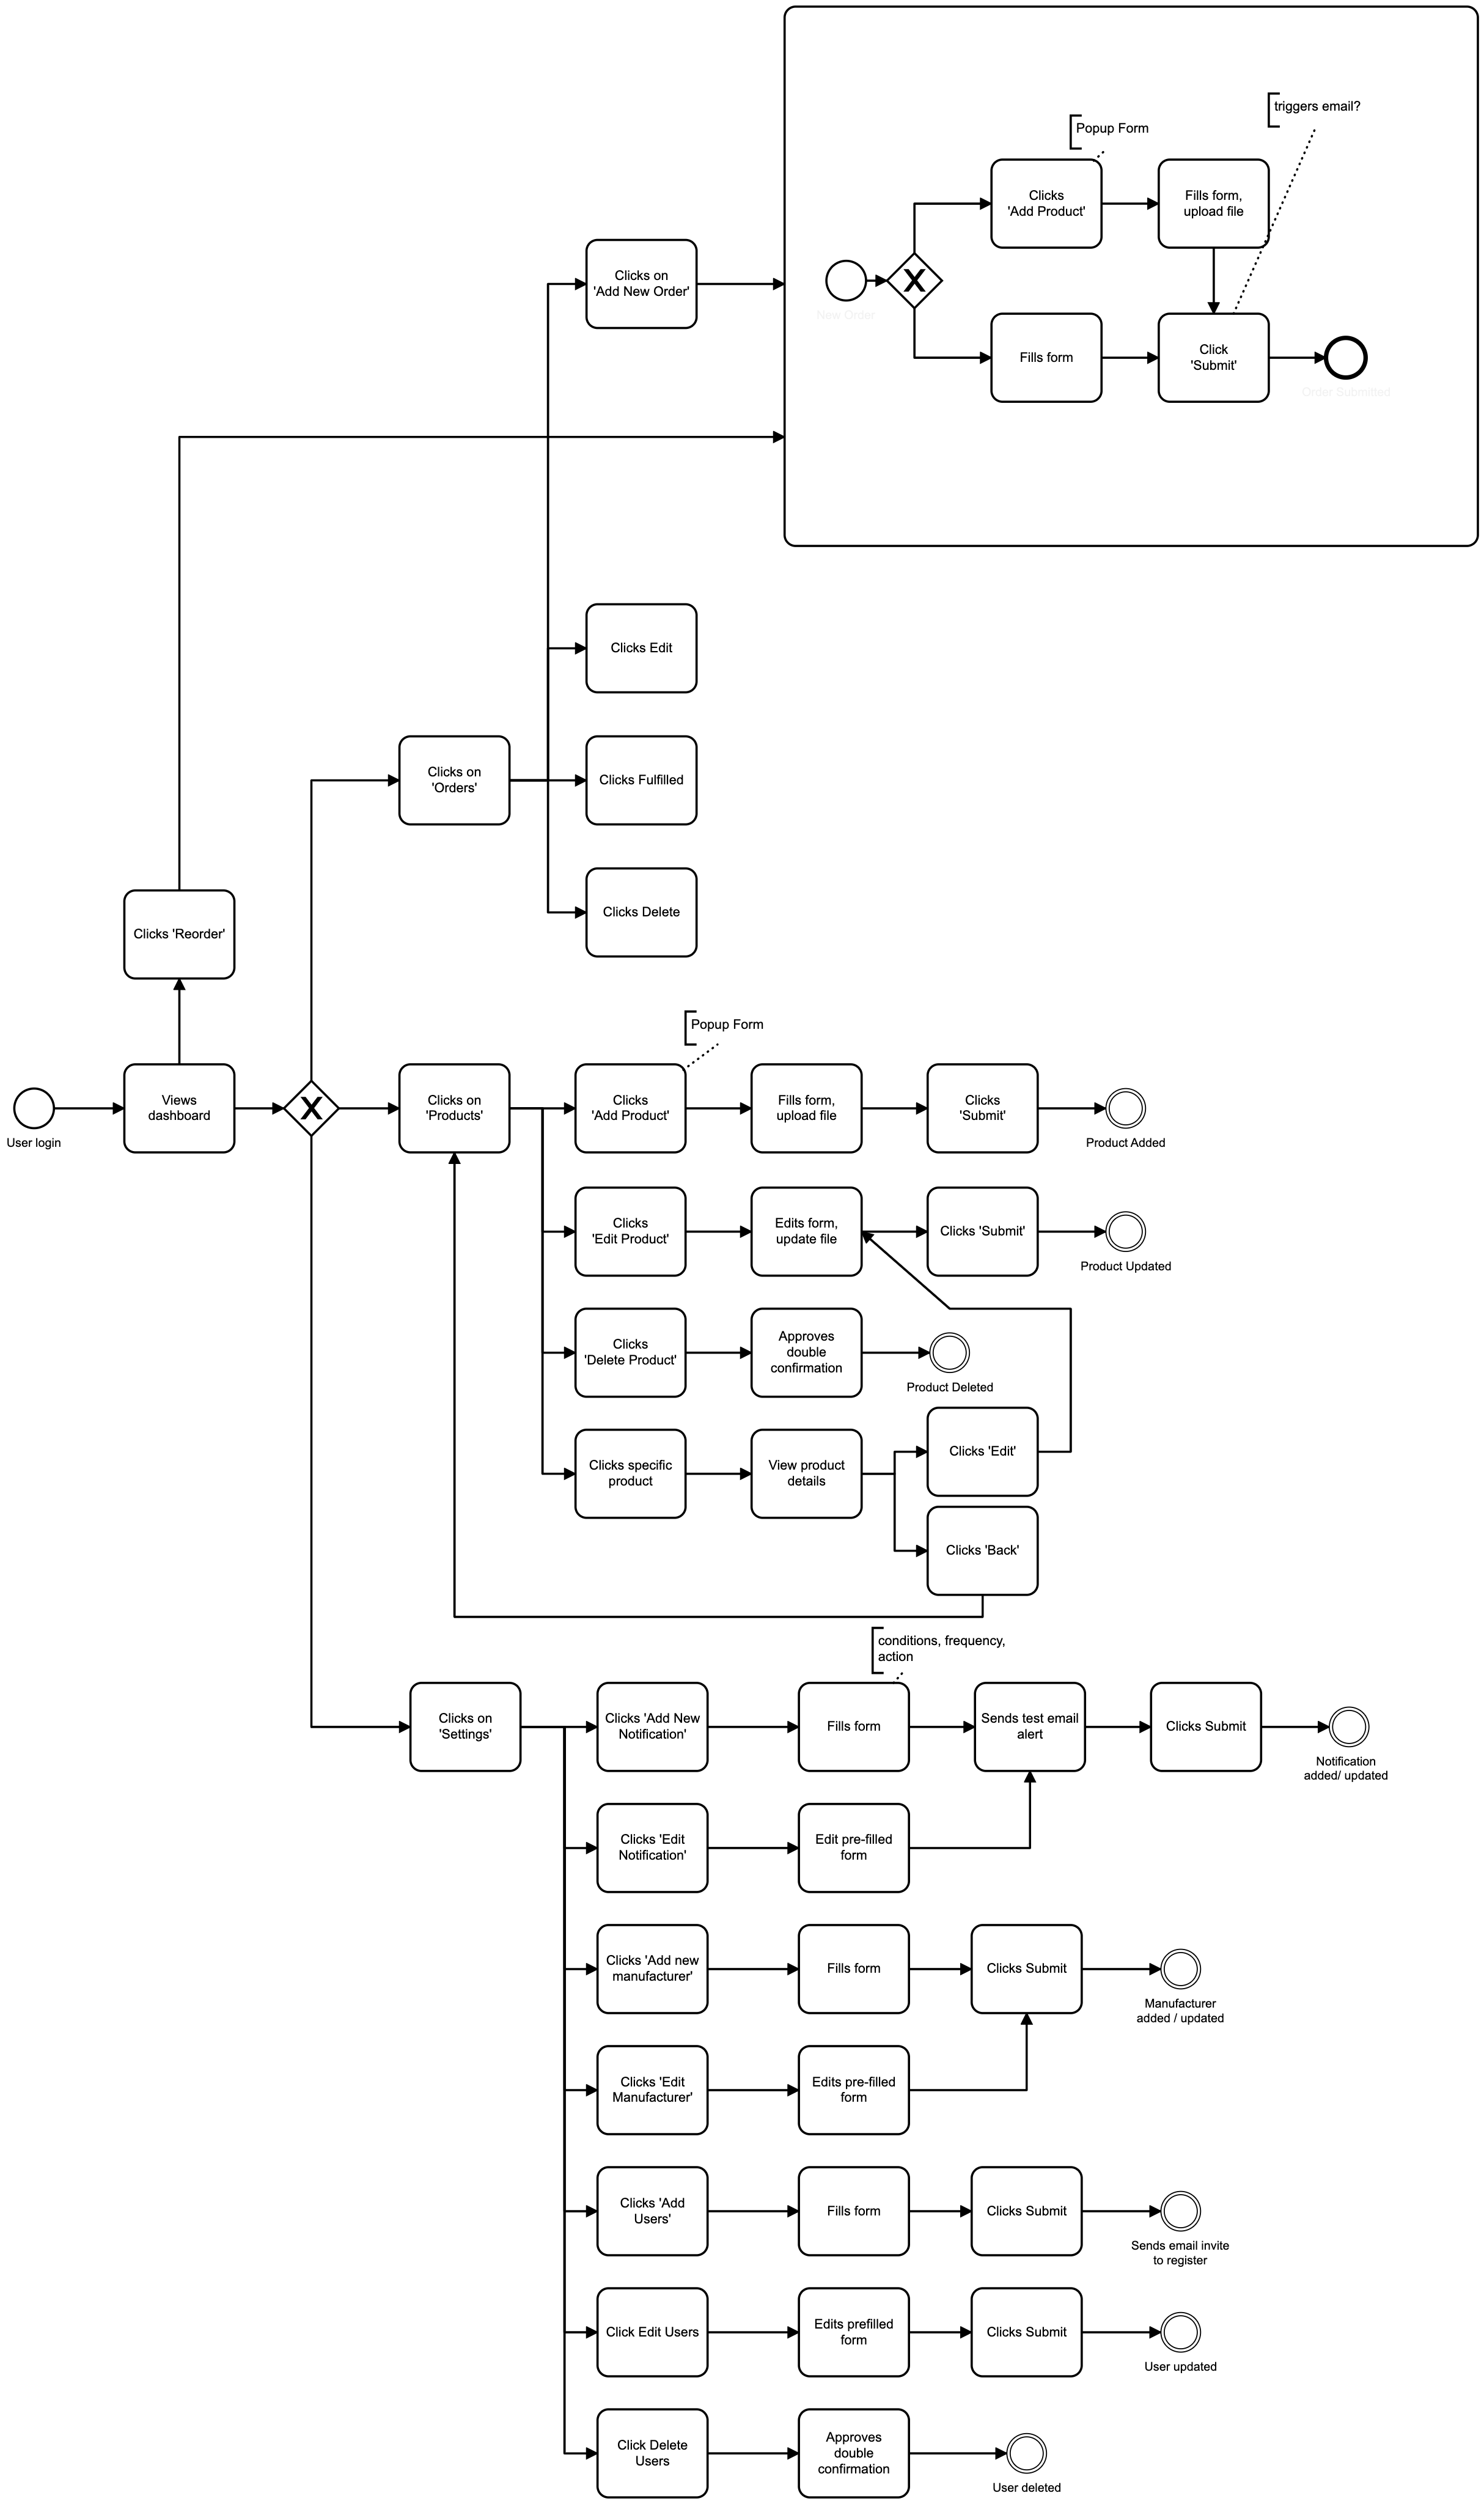 triggers email?
Popup Form
Clicks
'Add Product'
Fills form,
upload file
Clicks on
'Add New Order'
New Order
Fills form
Click
'Submit'
Order Submitted
Clicks Edit
Clicks on
'Orders'
Clicks Fulfilled
Clicks Delete
Clicks 'Reorder'
Popup Form
User login
Views
dashboard
X
X
Clicks on
'Products'
Clicks
'Add Product'
Fills form,
upload file
Clicks
'Submit'
Product Added
Clicks
'Edit Product'
Edits form,
update file
Clicks 'Submit'
Product Updated
Clicks
'Delete Product'
Approves
double
confirmation
Product Deleted
Clicks specific
product
View product
details
Clicks 'Edit'
Clicks 'Back'
conditions, frequency,
action
Clicks on
'Settings'
Clicks 'Add New
Notification'
Fills form
Sends test email
alert
Clicks Submit
Notification
added/ updated
Clicks 'Edit
Notification'
Edit pre-filled
form
Clicks 'Add new
manufacturer'
Fills form
Clicks Submit
Manufacturer
added / updated
Clicks 'Edit
Manufacturer'
Edits pre-filled
form
Clicks 'Add
Users'
Fills form
Clicks Submit
Sends email invite
to register
Click Edit Users
Edits prefilled
form
Clicks Submit
User updated
Click Delete
Users
Approves
double
confirmation
User deleted